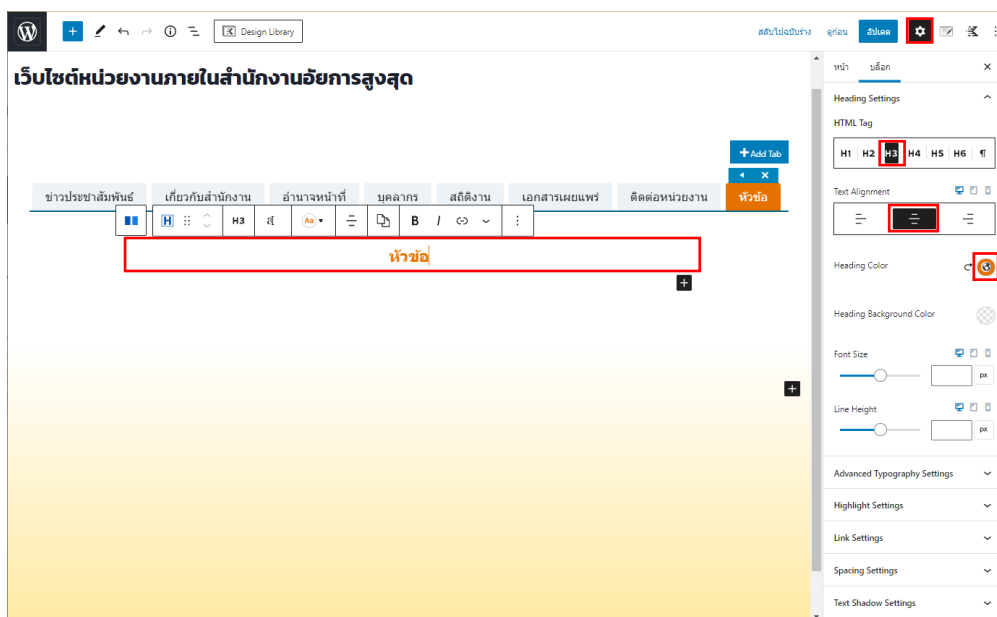 Design Library
สลับไปฉบับร่าง ดูก่อน อัปเดต
เว็บไซต์หน่วยงานภายในสำนักงานอัยการสูงสุด
หน้า บล็อก
Heading Settings
HTML Tag
H1 H2 H3 H4 H5 H6 ¶
+ Add Tab
Text Alignment
ข่าวประชาสัมพันธ์ เกี่ยวกับสำนักงาน อำนาจหน้าที่ บุคลากร สถิติงาน เอกสารเผยแพร่ ติดต่อหน่วยงาน หัวข้อ
H H3 Aa B I
หัวข้อ
Heading Color
Heading Background Color
Font Size
px
Line Height
px
Advanced Typography Settings
Highlight Settings
Link Settings
Spacing Settings
Text Shadow Settings